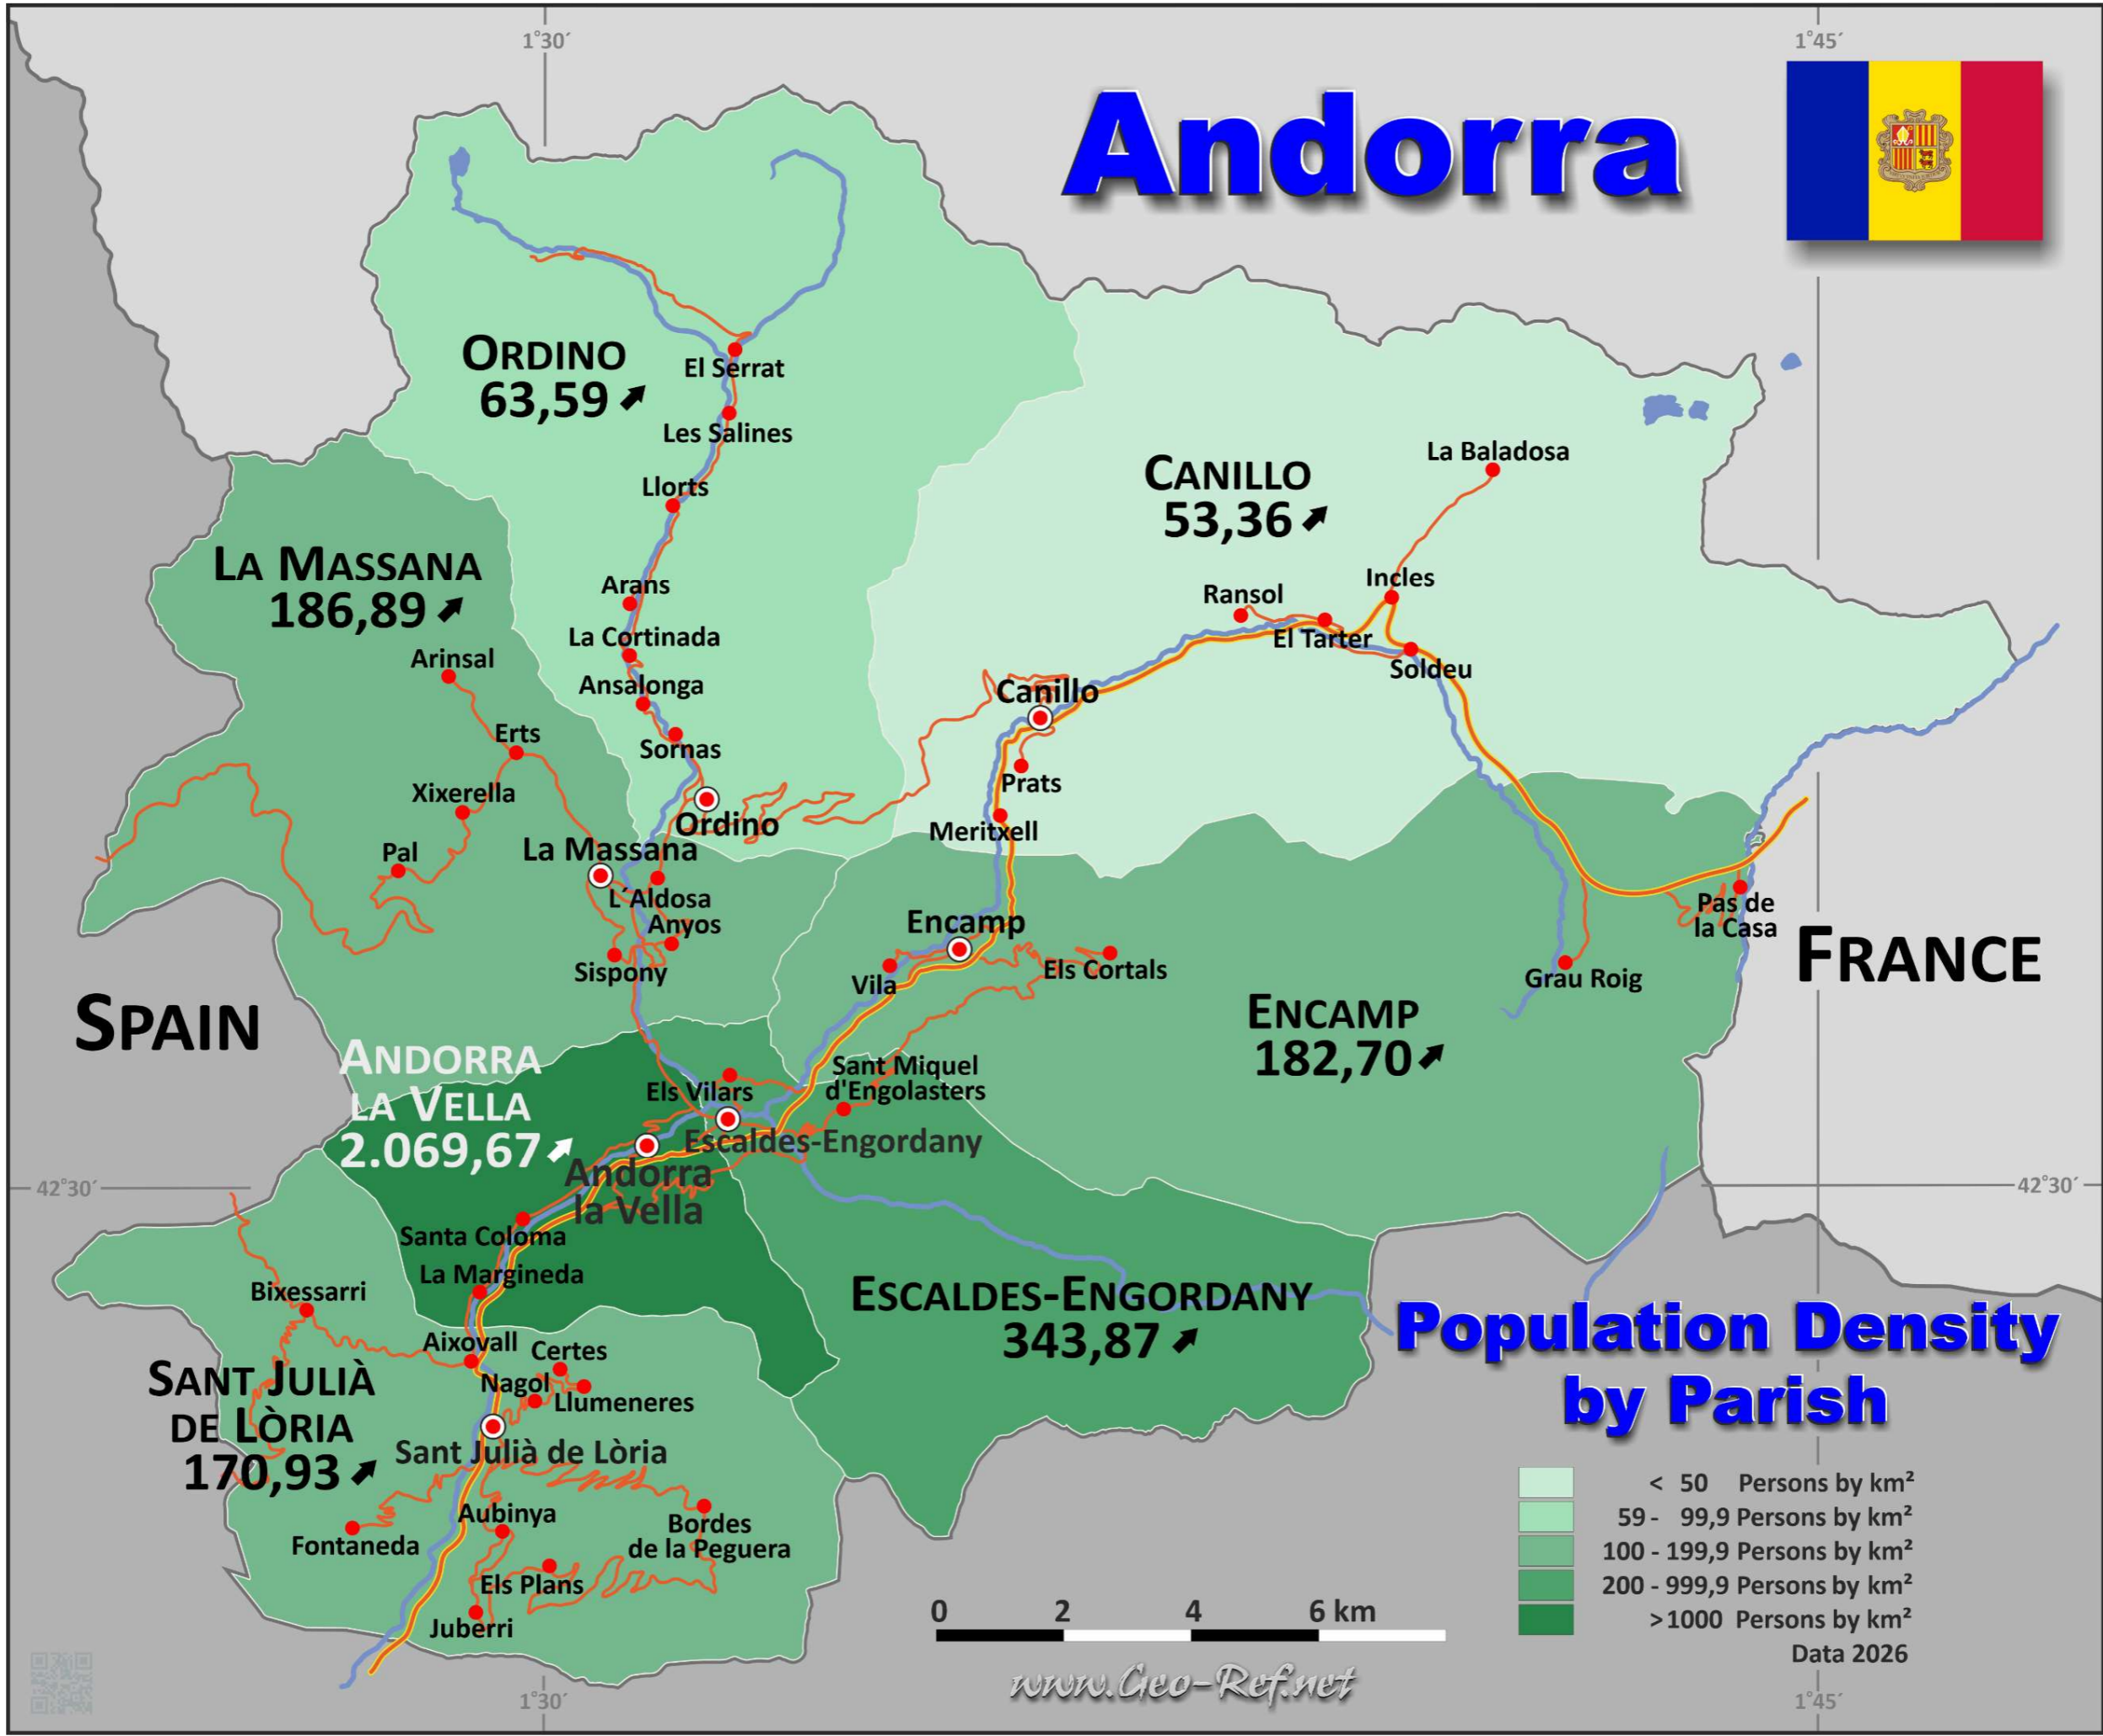 1°30´
1°45´
Andorra
ORDINO
63,59
El Serrat
Les Salines
Llorts
LA MASSANA
186,89
Arans
La Cortinada
Ansalonga
Sornas
Ordino
Arinsal
Erts
Xixerella
Pal
La Massana
L´Aldosa
Anyos
Sispony
CANILLO
53,36
La Baladosa
Incles
Ransol
El Tarter
Soldeu
Canillo
Prats
Meritxell
Encamp
Vila
Els Cortals
Pas de
la Casa
Grau Roig
FRANCE
SPAIN
ENCAMP
182,70
ANDORRA
LA VELLA
2.069,67
Els Vilars
Sant Miquel
d'Engolasters
Escaldes-Engordany
Andorra
la Vella
42°30´
42°30´
Santa Coloma
La Margineda
Bixessarri
Aixovall
Certes
Nagol
Llumeneres
ESCALDES-ENGORDANY
343,87
SANT JULIÀ
DE LÒRIA
170,93
Sant Julià de Lòria
Aubinya
Fontaneda
Bordes
de la Peguera
Els Plans
Juberri
Population Density
by Parish
< 50 Persons by km²
59 - 99,9 Persons by km²
100 - 199,9 Persons by km²
200 - 999,9 Persons by km²
>1000 Persons by km²
Data 2026
0 2 4 6 km
www.Geo-Ref.net
1°30´
1°45´